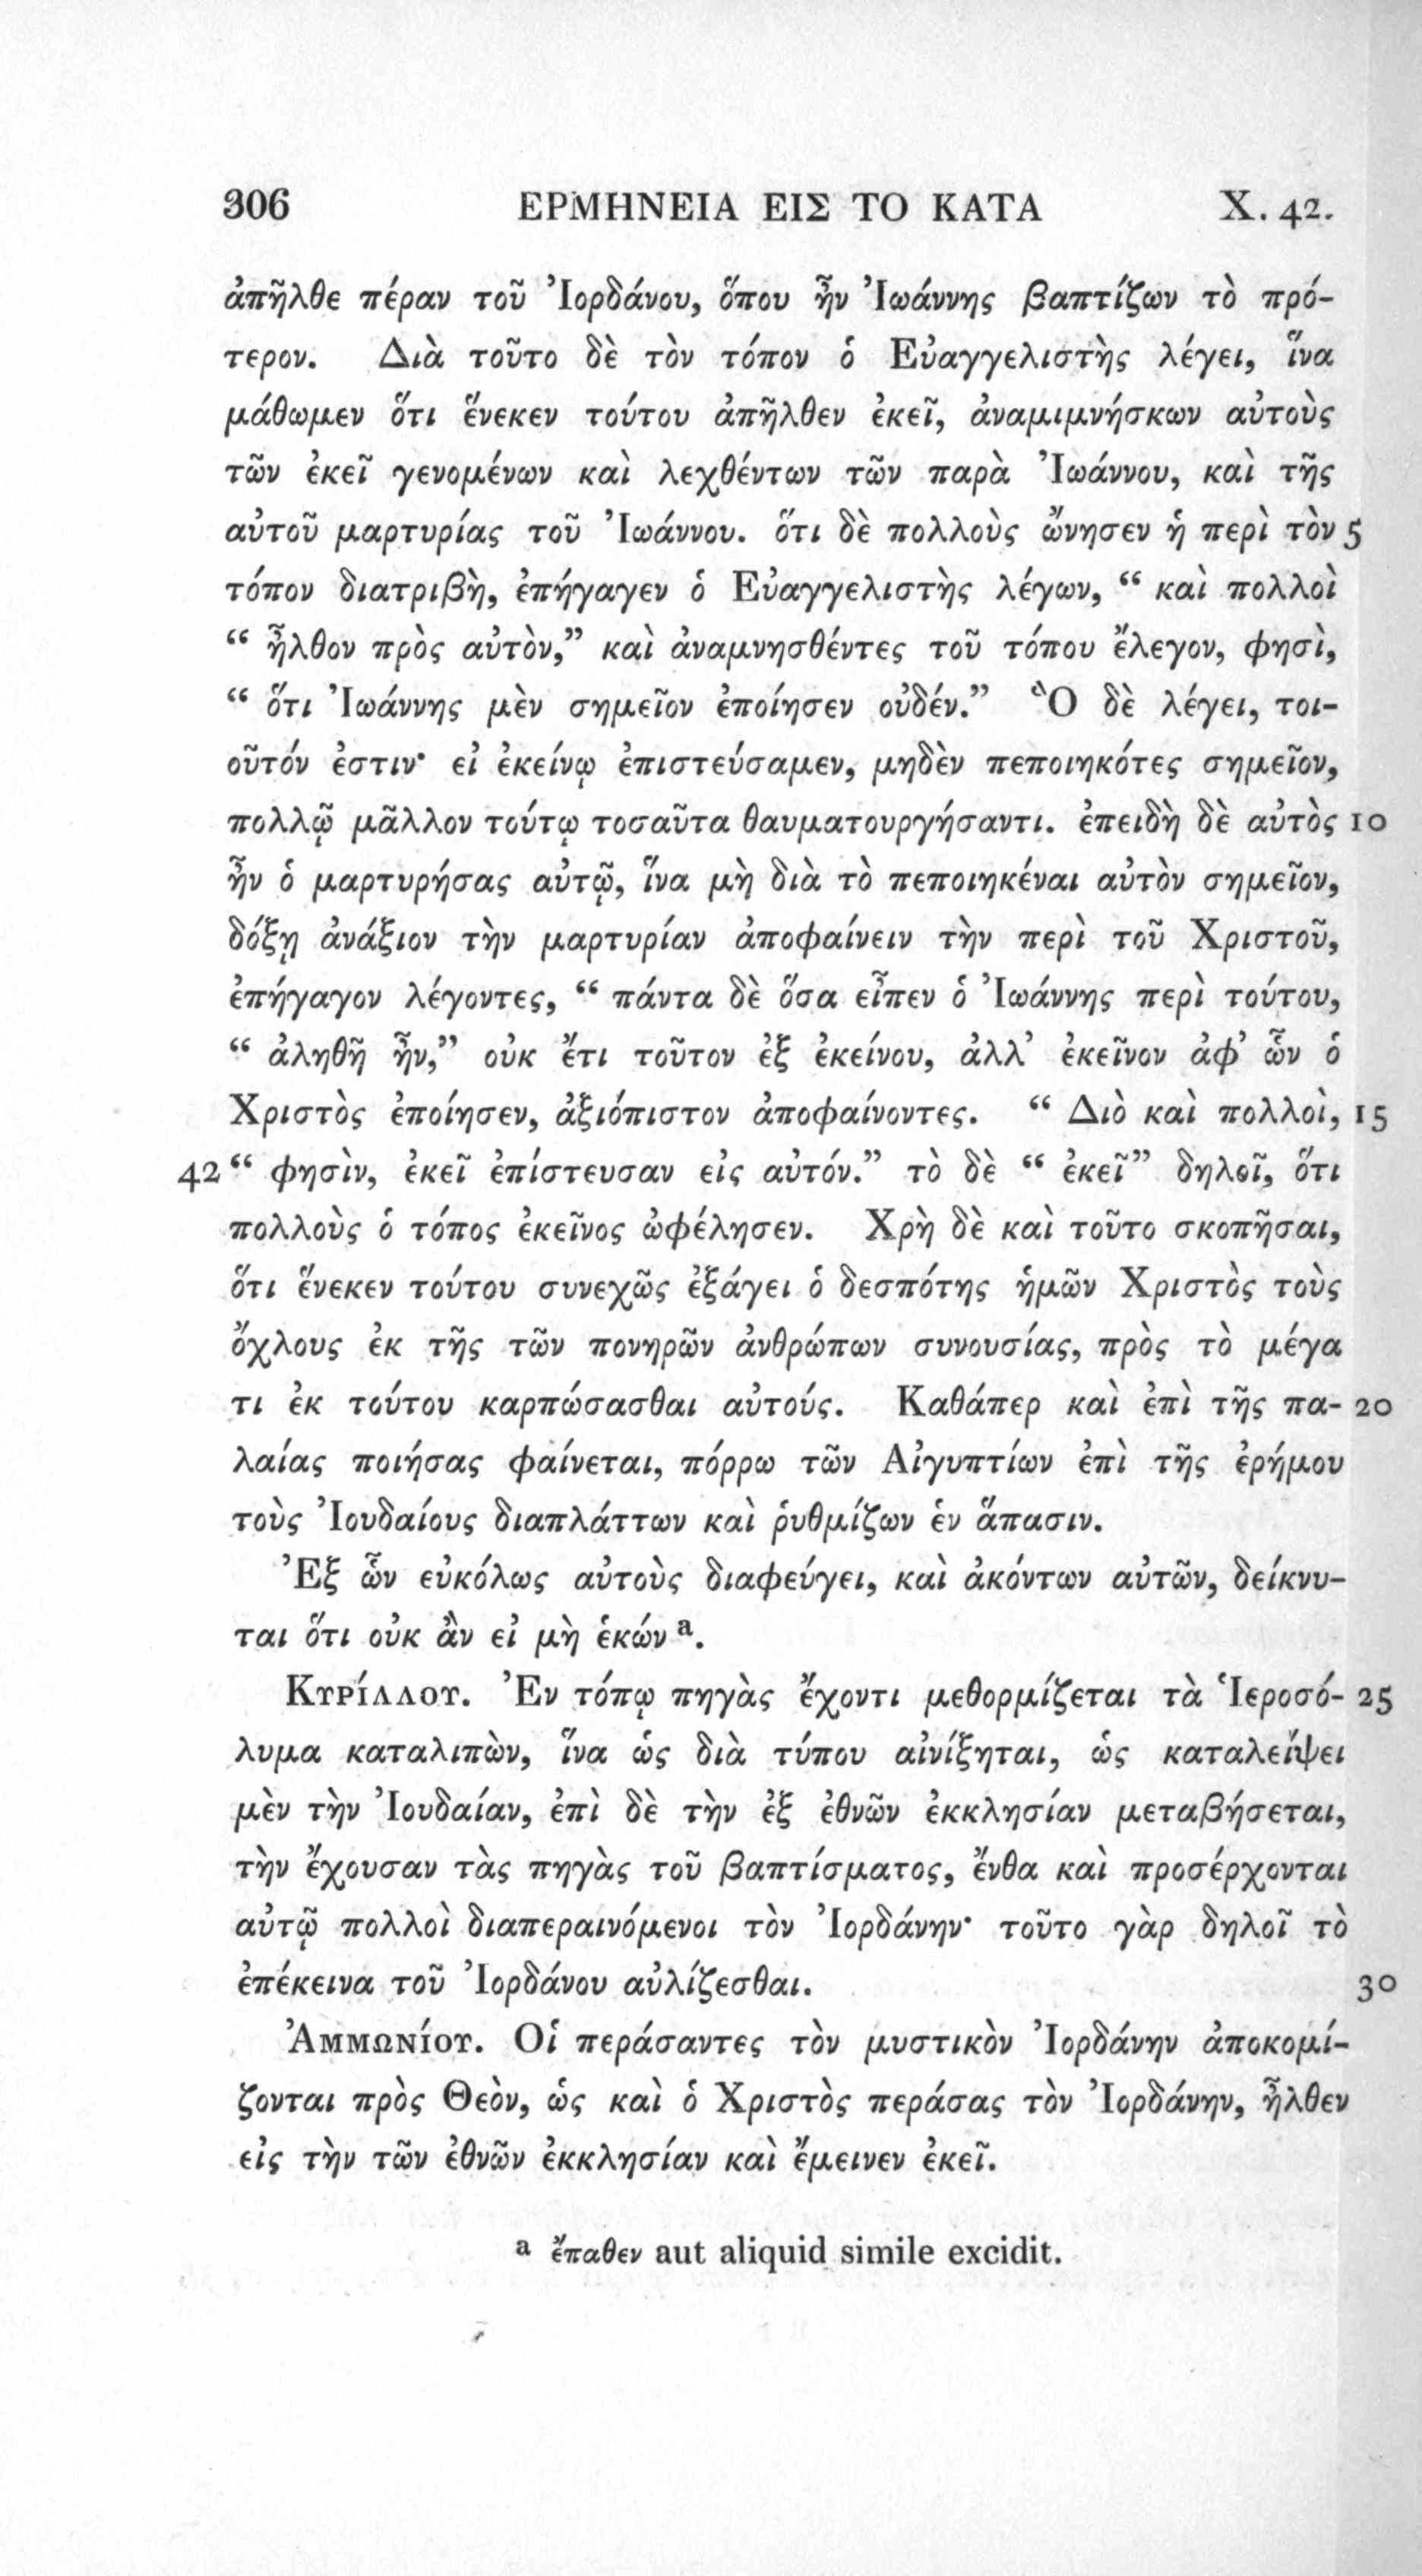 306 ΕΡΜΗΝΕΙΑ ΕΙΣ ΤΟ ΚΑΤΑ X. 42.
ἀπῆλθε πέραν τοῦ Ἰορδάνου, ὅπου ἦν Ἰωάννης βαπτίζων τὸ πρό-
τερον. Διὰ τοῦτο δὲ τὸν τόπον ὁ Εὐαγγελιστὴς λέγει, ἵνα
μάθωμεν ὅτι ἕνεκεν τούτου ἀπῆλθεν ἐκεῖ, ἀναμιμνήσκων αὐτοὺς
τῶν ἐκεῖ γενομένων καὶ λεχθέντων τῶν παρὰ Ἰωάννου, καὶ τῆς
αὐτοῦ μαρτυρίας τοῦ Ἰωάννου. ὅτι δὲ πολλοὺς ὤνησεν ἡ περὶ τὸν 5
τόπον διατριβὴ, ἐπήγαγεν ὁ Εὐαγγελιστὴς λέγων, “ καὶ πολλοὶ
“ ἦλθον πρὸς αὐτὸν,” καὶ ἀναμνησθέντες τοῦ τόπου ἔλεγον, φησὶ,
“ ὅτι Ἰωάννης μὲν σημεῖον ἐποίησεν οὐδέν.” Ὃ δὲ λέγει, τοι-
οῦτόν ἐστιν· εἰ ἐκείνῳ ἐπιστεύσαμεν, μηδὲν πεποιηκότες σημεῖον,
πολλῷ μᾶλλον τούτῳ τοσαῦτα θαυματουργήσαντι. ἐπειδὴ δὲ αὐτὸς 10
ἦν ὁ μαρτυρήσας αὐτῷ, ἵνα μὴ διὰ τὸ πεποιηκέναι αὐτὸν σημεῖον,
δόξῃ ἀνάξιον τὴν μαρτυρίαν ἀποφαίνειν τὴν περὶ τοῦ Χριστοῦ,
ἐπήγαγον λέγοντες, “ πάντα δὲ ὅσα εἶπεν ὁ Ἰωάννης περὶ τούτου,
“ ἀληθῆ ἦν,” οὐκ ἔτι τοῦτον ἐξ ἐκείνου, ἀλλ’ ἐκεῖνον ἀφ’ ὧν ὁ
Χριστὸς ἐποίησεν, ἀξιόπιστον ἀποφαίνοντες. “ Διὸ καὶ πολλοὶ, 15
42 “ φησὶν, ἐκεῖ ἐπίστευσαν εἰς αὐτόν.” τὸ δὲ “ ἐκεῖ” δηλοῖ, ὅτι
πολλοὺς ὁ τόπος ἐκεῖνος ὠφέλησεν. Χρὴ δὲ καὶ τοῦτο σκοπῆσαι,
ὅτι ἕνεκεν τούτου συνεχῶς ἐξάγει ὁ δεσπότης ἡμῶν Χριστὸς τοὺς
ὄχλους ἐκ τῆς τῶν πονηρῶν ἀνθρώπων συνουσίας, πρὸς τὸ μέγα
τι ἐκ τούτου καρπώσασθαι αὐτούς. Καθάπερ καὶ ἐπὶ τῆς πα- 20
λαίας ποιήσας φαίνεται, πόρρω τῶν Αἰγυπτίων ἐπὶ τῆς ἐρήμου
τοὺς Ἰουδαίους διαπλάττων καὶ ῥυθμίζων ἐν ἅπασιν.
Ἐξ ὧν εὐκόλως αὐτοὺς διαφεύγει, καὶ ἀκόντων αὐτῶν, δείκνυ-
ται ὅτι οὐκ ἂν εἰ μὴ ἑκών a.
Κυρίλλου. Ἐν τόπῳ πηγὰς ἔχοντι μεθορμίζεται τὰ Ἱεροσό- 25
λυμα καταλιπὼν, ἵνα ὡς διὰ τύπου αἰνίξηται, ὡς καταλείψει
μὲν τὴν Ἰουδαίαν, ἐπὶ δὲ τὴν ἐξ ἐθνῶν ἐκκλησίαν μεταβήσεται,
τὴν ἔχουσαν τὰς πηγὰς τοῦ βαπτίσματος, ἔνθα καὶ προσέρχονται
αὐτῷ πολλοὶ διαπεραινόμενοι τὸν Ἰορδάνην· τοῦτο γὰρ δηλοῖ τὸ
ἐπέκεινα τοῦ Ἰορδάνου αὐλίζεσθαι. 30
Ἀμμωνίου. Οἱ περάσαντες τὸν μυστικὸν Ἰορδάνην ἀποκομί-
ζονται πρὸς Θεὸν, ὡς καὶ ὁ Χριστὸς περάσας τὸν Ἰορδάνην, ἦλθεν
εἰς τὴν τῶν ἐθνῶν ἐκκλησίαν καὶ ἔμεινεν ἐκεῖ.
a ἔπαθεν aut aliquid simile excidit.